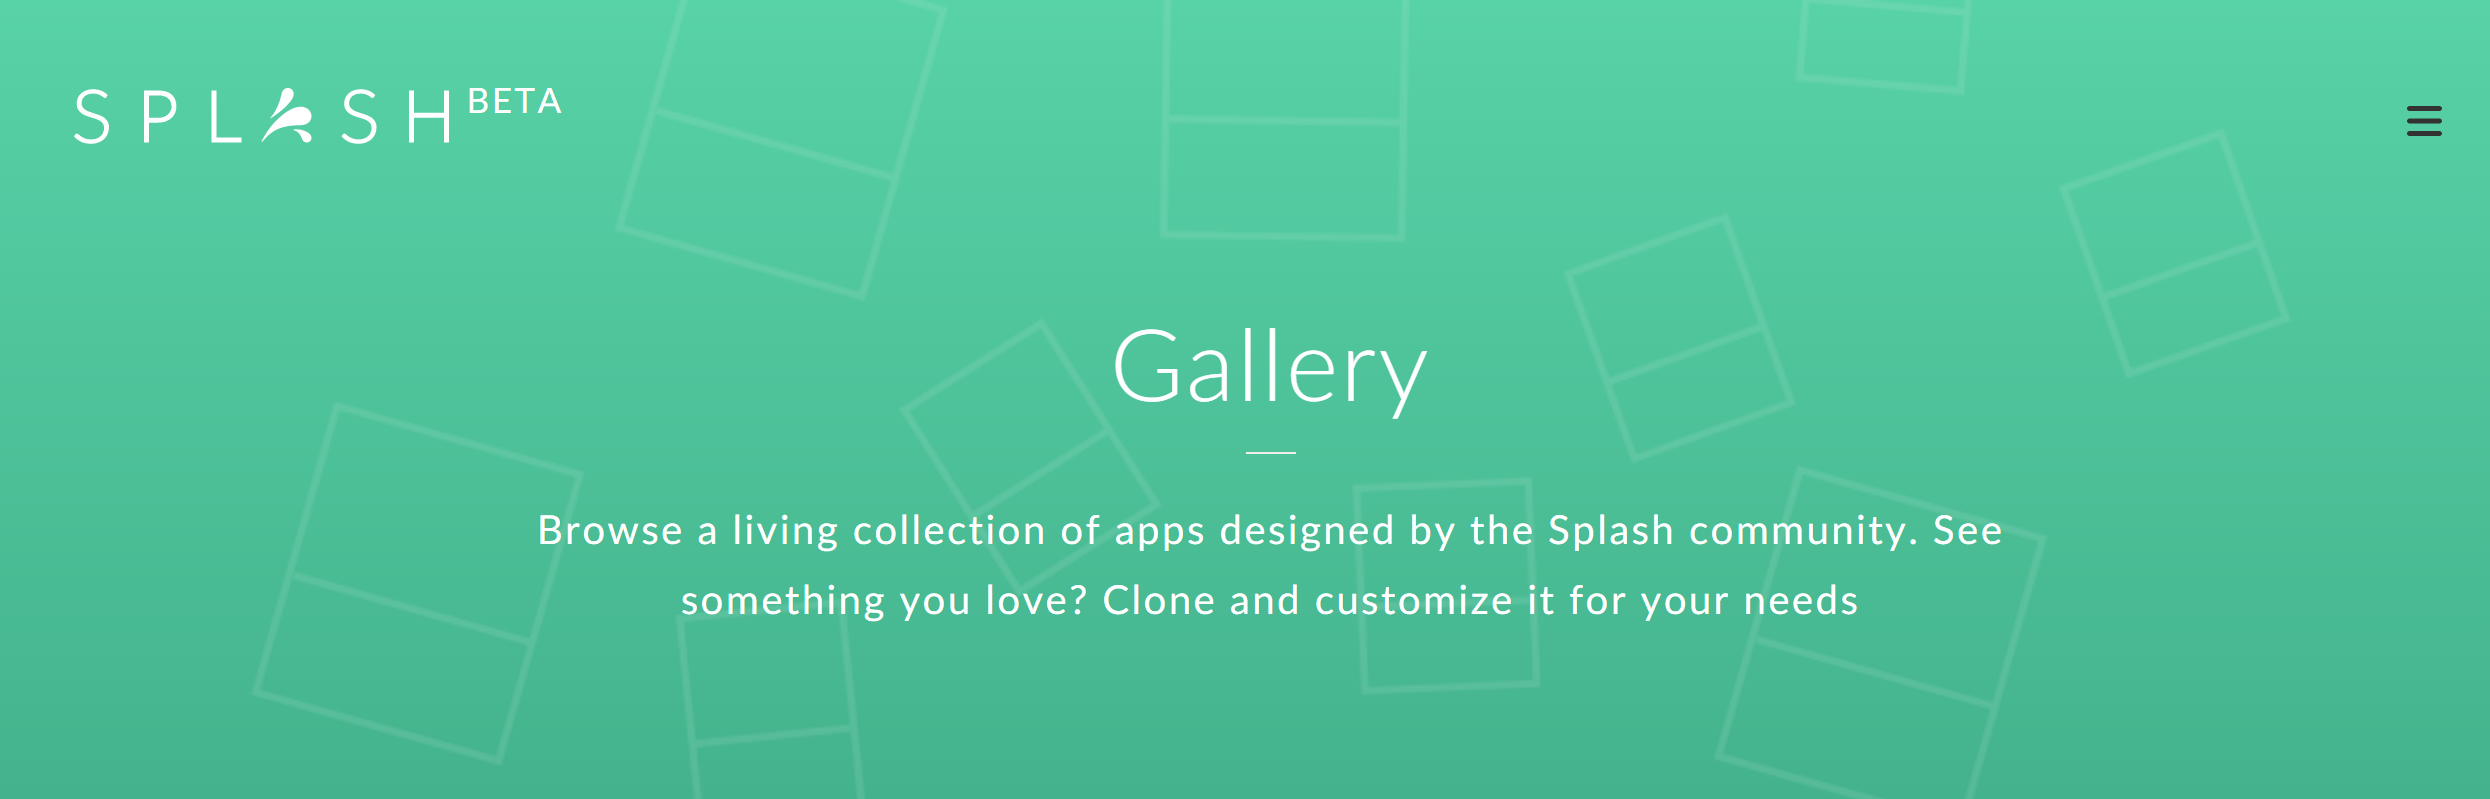 SPLASH BETA
Gallery
Browse a living collection of apps designed by the Splash community. See
something you love? Clone and customize it for your needs